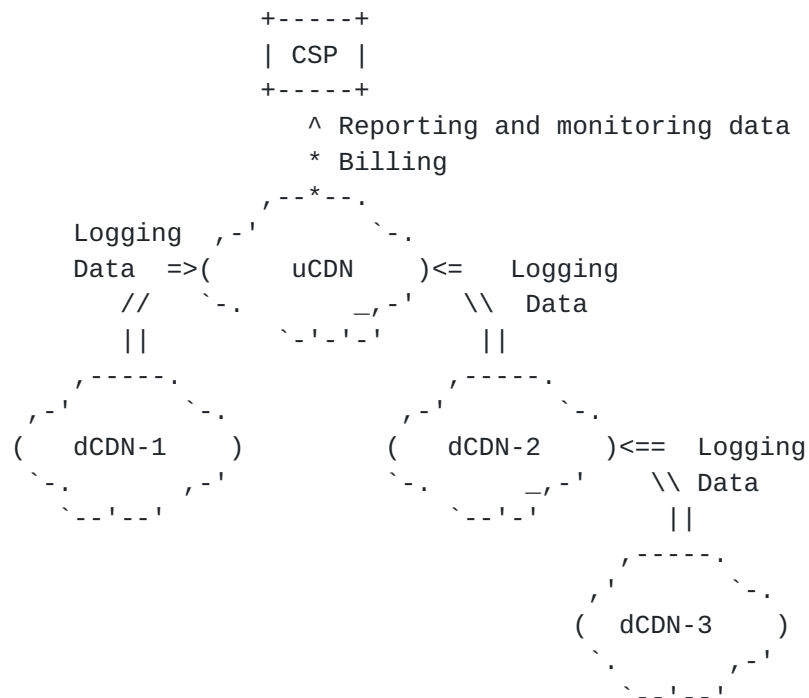 CSP
^ Reporting and monitoring data
* Billing
Logging
Data =>( uCDN )<= Logging
// \\ Data
|| ||
( dCDN-1 ) ( dCDN-2 )<== Logging
\\ Data
||
( dCDN-3 )